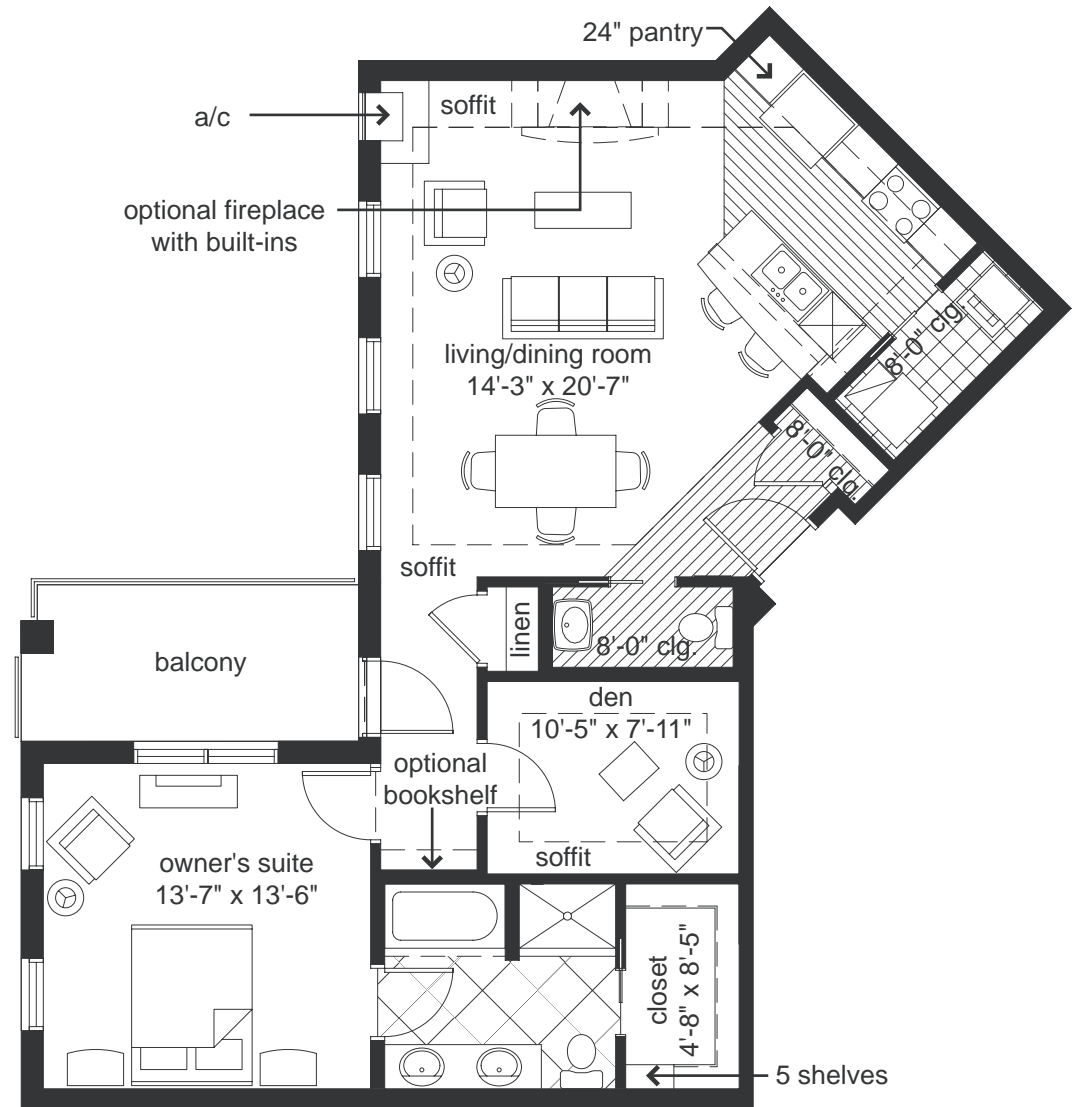 24" pantry
soffit
a/c
optional fireplace
with built-ins
8'-0" clg.
living/dining room
14'-3" x 20'-7"
8'-0" clg.
soffit
linen
8'-0" clg.
balcony
den
10'-5" x 7'-11"
optional
bookshelf
soffit
owner's suite
13'-7" x 13'-6"
closet
4'-8" x 8'-5"
5 shelves